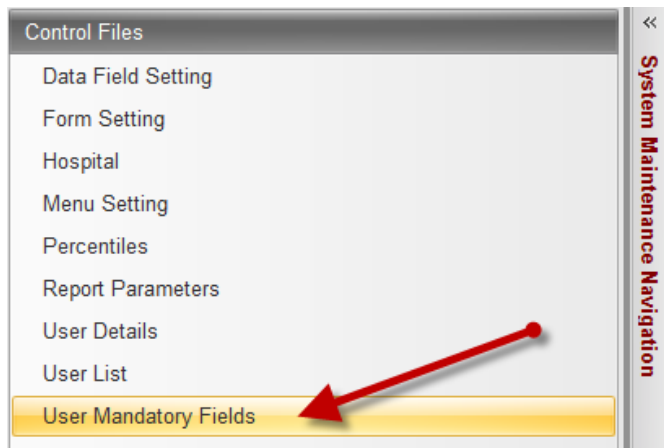 Control Files
Data Field Setting
Form Setting
Hospital
Menu Setting
Percentiles
Report Parameters
User Details
User List
User Mandatory Fields
«
System Maintenance Navigation